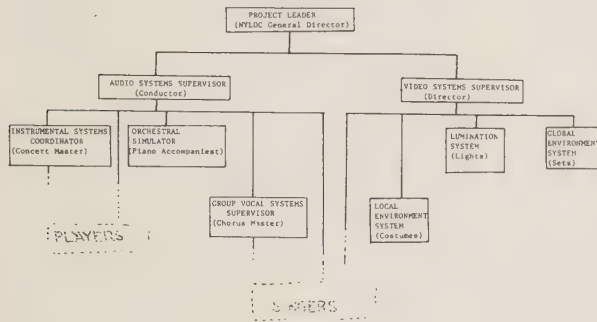 PROJECT LEADER
(NYLOC General Director)
AUDIO SYSTEMS SUPERVISOR
(Conductor)
VIDEO SYSTEMS SUPERVISOR
(Director)
INSTRUMENTAL SYSTEMS
COORDINATOR
(Concert Master)
ORCHESTRAL
SIMULATOR
(Piano Accompaniest)
LUMINATION
SYSTEM
(Lights)
GLOBAL
ENVIRONMENT
SYSTEM
(Sets)
GROUP VOCAL SYSTEMS
SUPERVISOR
(Chorus Master)
LOCAL
ENVIRONMENT
SYSTEM
(Costumes)
PLAYERS
SINGERS